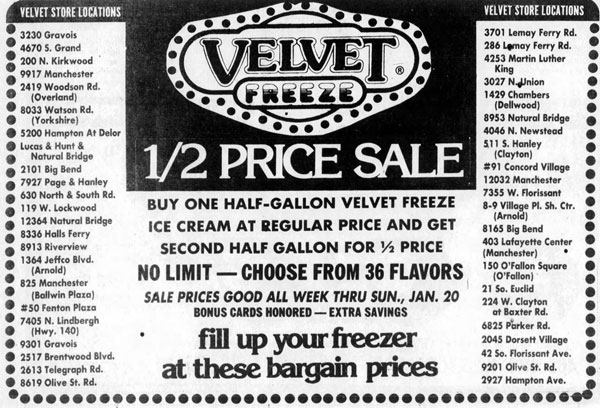 VELVET STORE LOCATIONS
3230 Gravois
4670 S. Grand
200 N. Kirkwood
9917 Manchester
2419 Woodson Rd.
(Overland)
8033 Watson Rd.
(Yorkshire)
5200 Hampton At Delor
Lucas & Hunt &
Natural Bridge
2101 Big Bend
7927 Page & Hanley
630 North & South Rd.
119 W. Lockwood
12364 Natural Bridge
8336 Halls Ferry
8913 Riverview
1364 Jeffco Blvd.
(Arnold)
825 Manchester
(Ballwin Plaza)
#50 Fenton Plaza
7405 N. Lindbergh
(Hwy. 140)
9301 Gravois
2517 Brentwood Blvd.
2613 Telegraph Rd.
8619 Olive St. Rd.
VELVET ®
FREEZE
1/2 PRICE SALE
BUY ONE HALF-GALLON VELVET FREEZE
ICE CREAM AT REGULAR PRICE AND GET
SECOND HALF GALLON FOR ½ PRICE
NO LIMIT — CHOOSE FROM 36 FLAVORS
SALE PRICES GOOD ALL WEEK THRU SUN., JAN. 20
BONUS CARDS HONORED — EXTRA SAVINGS
fill up your freezer
at these bargain prices
VELVET STORE LOCATIONS
3701 Lemay Ferry Rd.
286 Lemay Ferry Rd.
4253 Martin Luther
King
3027 N. Union
1429 Chambers
(Dellwood)
8953 Natural Bridge
4046 N. Newstead
511 S. Hanley
(Clayton)
#91 Concord Village
12032 Manchester
7355 W. Florissant
8-9 Village Pl. Sh. Ctr.
(Arnold)
8165 Big Bend
403 Lafayette Center
(Manchester)
150 O'Fallon Square
(O'Fallon)
21 So. Euclid
224 W. Clayton
at Baxter Rd.
6825 Parker Rd.
2045 Dorsett Village
42 So. Florissant Ave.
9201 Olive St. Rd.
2927 Hampton Ave.